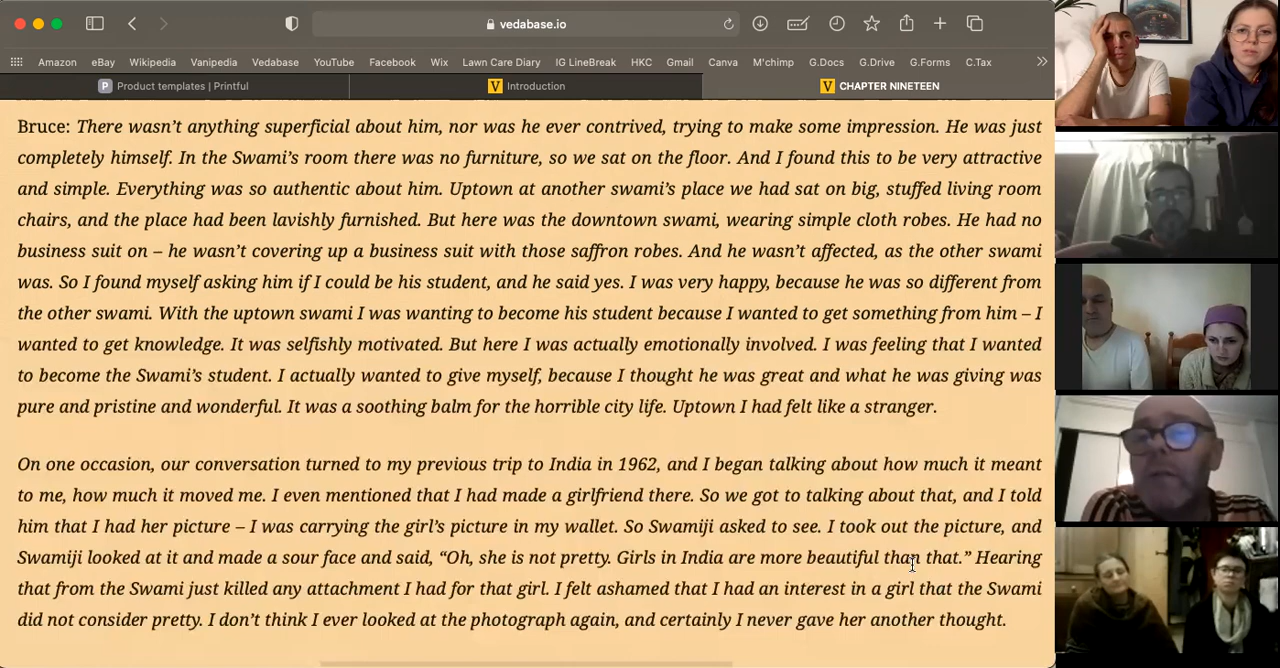 vedabase.io
Amazon eBay Wikipedia Vanipedia Vedabase YouTube Facebook Wix Lawn Care Diary IG LineBreak HKC Gmail Canva M'chimp G.Docs G.Drive G.Forms C.Tax
Product templates | Printful Introduction CHAPTER NINETEEN
Bruce: There wasn’t anything superficial about him, nor was he ever contrived, trying to make some impression. He was just
completely himself. In the Swami’s room there was no furniture, so we sat on the floor. And I found this to be very attractive
and simple. Everything was so authentic about him. Uptown at another swami’s place we had sat on big, stuffed living room
chairs, and the place had been lavishly furnished. But here was the downtown swami, wearing simple cloth robes. He had no
business suit on – he wasn’t covering up a business suit with those saffron robes. And he wasn’t affected, as the other swami
was. So I found myself asking him if I could be his student, and he said yes. I was very happy, because he was so different from
the other swami. With the uptown swami I was wanting to become his student because I wanted to get something from him – I
wanted to get knowledge. It was selfishly motivated. But here I was actually emotionally involved. I was feeling that I wanted
to become the Swami’s student. I actually wanted to give myself, because I thought he was great and what he was giving was
pure and pristine and wonderful. It was a soothing balm for the horrible city life. Uptown I had felt like a stranger.
On one occasion, our conversation turned to my previous trip to India in 1962, and I began talking about how much it meant
to me, how much it moved me. I even mentioned that I had made a girlfriend there. So we got to talking about that, and I told
him that I had her picture – I was carrying the girl’s picture in my wallet. So Swamiji asked to see. I took out the picture, and
Swamiji looked at it and made a sour face and said, “Oh, she is not pretty. Girls in India are more beautiful than that.” Hearing
that from the Swami just killed any attachment I had for that girl. I felt ashamed that I had an interest in a girl that the Swami
did not consider pretty. I don’t think I ever looked at the photograph again, and certainly I never gave her another thought.